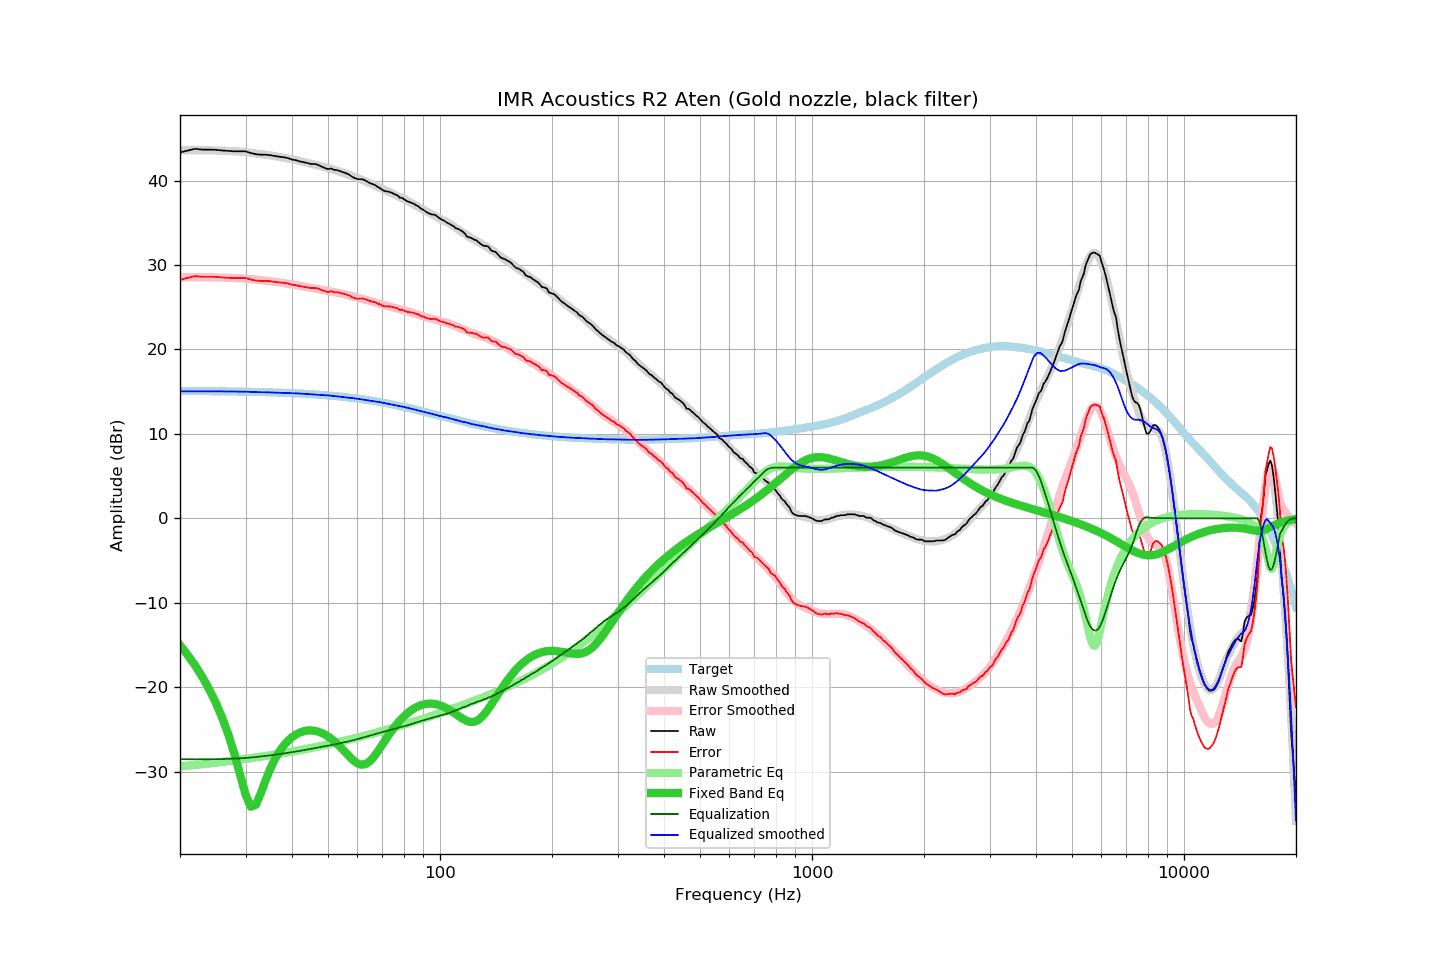 IMR Acoustics R2 Aten (Gold nozzle, black filter)
40
30
20
10
0
−10
−20
−30
Amplitude (dBr)
Target
Raw Smoothed
Error Smoothed
Raw
Error
Parametric Eq
Fixed Band Eq
Equalization
Equalized smoothed
100
1000
10000
Frequency (Hz)